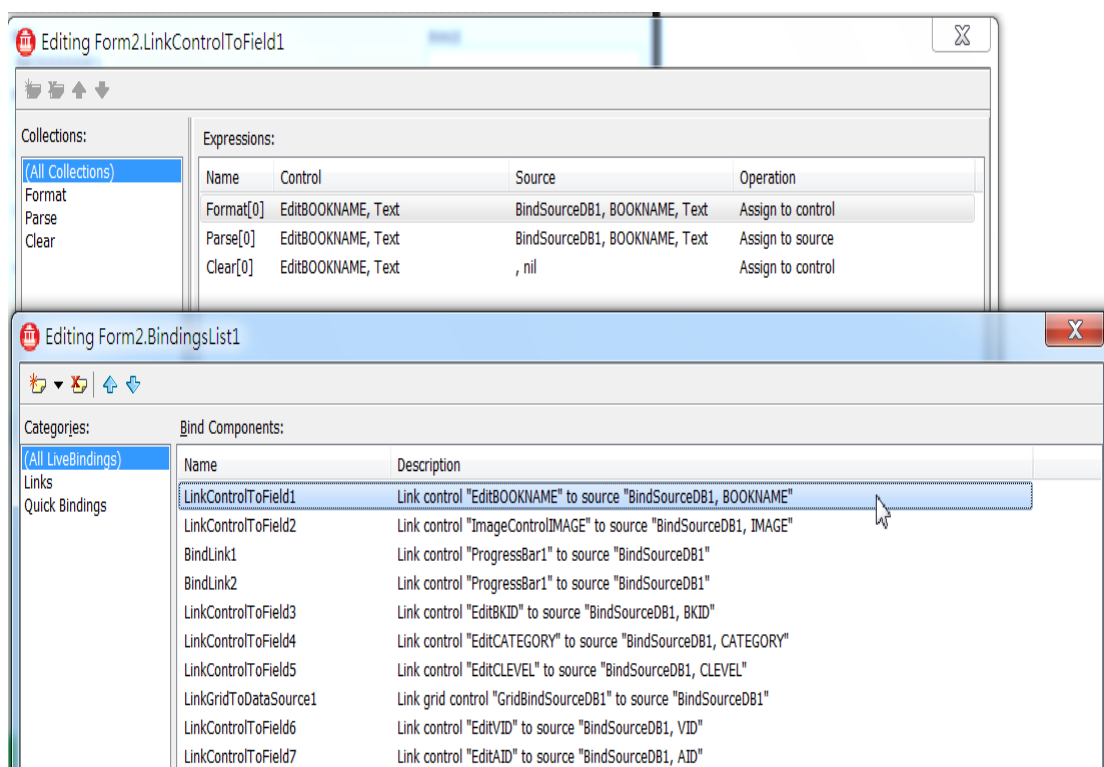 Editing Form2.LinkControlToField1
Collections:
Expressions:
(All Collections)
Format
Parse
Clear
Name Control Source Operation
Format[0] EditBOOKNAME, Text BindSourceDB1, BOOKNAME, Text Assign to control
Parse[0] EditBOOKNAME, Text BindSourceDB1, BOOKNAME, Text Assign to source
Clear[0] EditBOOKNAME, Text , nil Assign to control
Editing Form2.BindingsList1
Categories:
Bind Components:
(All LiveBindings)
Links
Quick Bindings
Name Description
LinkControlToField1 Link control "EditBOOKNAME" to source "BindSourceDB1, BOOKNAME"
LinkControlToField2 Link control "ImageControlIMAGE" to source "BindSourceDB1, IMAGE"
BindLink1 Link control "ProgressBar1" to source "BindSourceDB1"
BindLink2 Link control "ProgressBar1" to source "BindSourceDB1"
LinkControlToField3 Link control "EditBKID" to source "BindSourceDB1, BKID"
LinkControlToField4 Link control "EditCATEGORY" to source "BindSourceDB1, CATEGORY"
LinkControlToField5 Link control "EditCLEVEL" to source "BindSourceDB1, CLEVEL"
LinkGridToDataSource1 Link grid control "GridBindSourceDB1" to source "BindSourceDB1"
LinkControlToField6 Link control "EditVID" to source "BindSourceDB1, VID"
LinkControlToField7 Link control "EditAID" to source "BindSourceDB1, AID"